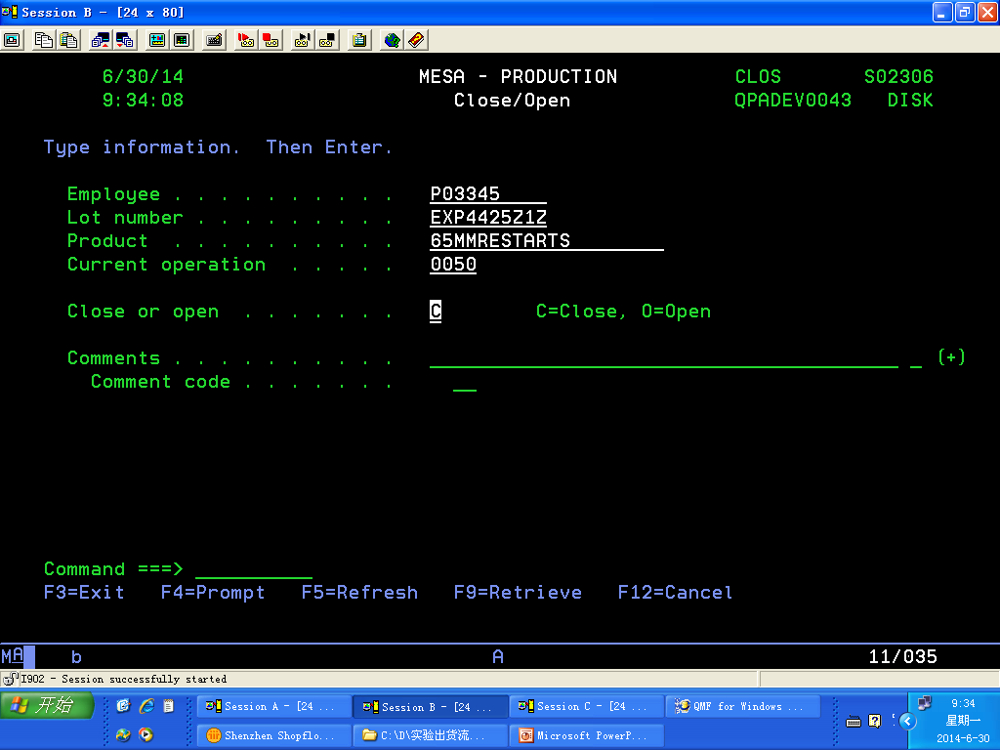 Session B - [24 x 80]
6/30/14 MESA - PRODUCTION CLOS S02306
9:34:08 Close/Open QPADEV0043 DISK
Type information. Then Enter.
Employee . . . . . . . . . . P03345
Lot number . . . . . . . . . EXP4425Z1Z
Product . . . . . . . . . . 65MMRESTARTS
Current operation . . . . . 0050
Close or open . . . . . . . C C=Close, O=Open
Comments . . . . . . . . . . (+)
Comment code . . . . . . .
Command ===>
F3=Exit F4=Prompt F5=Refresh F9=Retrieve F12=Cancel
MA b A 11/035
I902 - Session successfully started
开始 Session A - [24 ... Session B - [24 ... Session C - [24 ... QMF for Windows ... 9:34
星期一
Shenzhen Shopflo... C:\D\实验出货流... Microsoft PowerP... 2014-6-30